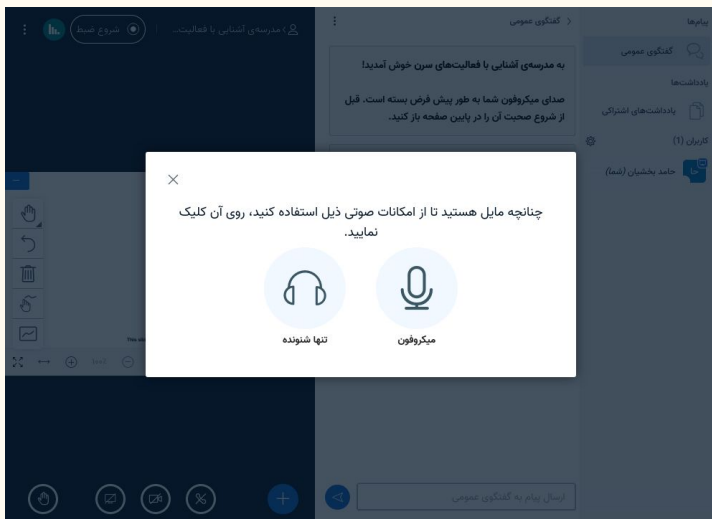 پیام‌ها
گفتگوی عمومی
یادداشت‌ها
یادداشت‌های اشتراکی
کاربران (1)
حا
حامد بخشیان (شما)
گفتگوی عمومی
به مدرسه‌ی آشنایی با فعالیت‌های سرن خوش آمدید!
صدای میکروفون شما به طور پیش فرض بسته است. قبل
از شروع صحبت آن را در پایین صفحه باز کنید.
ارسال پیام به گفتگوی عمومی
مدرسه‌ی آشنایی با فعالیت...
شروع ضبط
چنانچه مایل هستید تا از امکانات صوتی ذیل استفاده کنید، روی آن کلیک
نمایید.
میکروفون
تنها شنونده